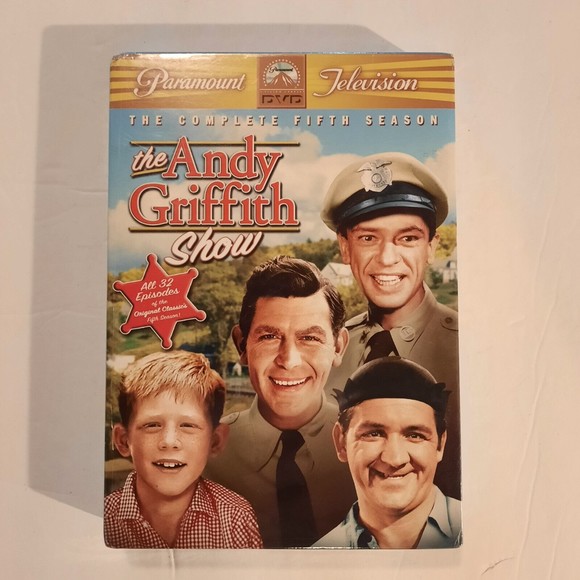 Paramount Television
Paramount
DVD
THE COMPLETE FIFTH SEASON
the Andy
Griffith
Show
All 32
Episodes
of the
Original Classic's
Fifth Season!